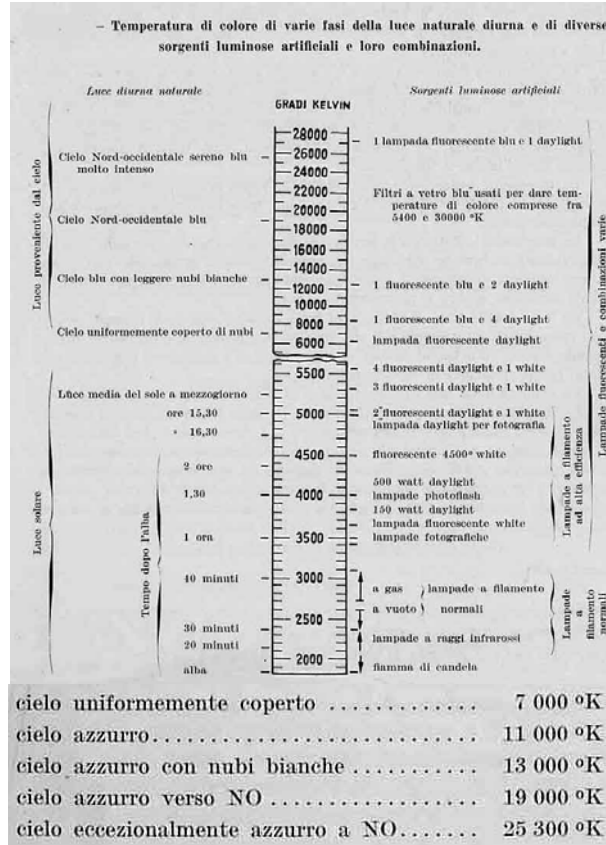 – Temperatura di colore di varie fasi della luce naturale diurna e di diverse
sorgenti luminose artificiali e loro combinazioni.
Luce diurna naturale
GRADI KELVIN
Sorgenti luminose artificiali
Luce proveniente dal cielo
Cielo Nord-occidentale sereno blu
molto intenso
Cielo Nord-occidentale blu
Cielo blu con leggere nubi bianche
Cielo uniformemente coperto di nubi
Luce solare
Luce media del sole a mezzogiorno
ore 15,30
" 16,30
Tempo dopo l'alba
2 ore
1,30
1 ora
40 minuti
30 minuti
20 minuti
alba
28000
26000
24000
22000
20000
18000
16000
14000
12000
10000
8000
6000
5500
5000
4500
4000
3500
3000
2500
2000
1 lampada fluorescente blu e 1 daylight
Filtri a vetro blu usati per dare tem-
perature di colore comprese fra
5400 e 30000 °K
1 fluorescente blu e 2 daylight
1 fluorescente blu e 4 daylight
lampada fluorescente daylight
4 fluorescenti daylight e 1 white
3 fluorescenti daylight e 1 white
2 fluorescenti daylight e 1 white
lampada daylight per fotografia
fluorescente 4500° white
500 watt daylight
lampade photoflash
150 watt daylight
lampada fluorescente white
lampade fotografiche
a gas
a vuoto
lampade a filamento
normali
lampade a raggi infrarossi
fiamma di candela
Lampade fluorescenti e combinazioni varie
Lampade a filamento
ad alta efficienza
Lampade
a
filamento
normali
cielo uniformemente coperto ............. 7 000 °K
cielo azzurro............................. 11 000 °K
cielo azzurro con nubi bianche ........... 13 000 °K
cielo azzurro verso NO .................. 19 000 °K
cielo eccezionalmente azzurro a NO....... 25 300 °K